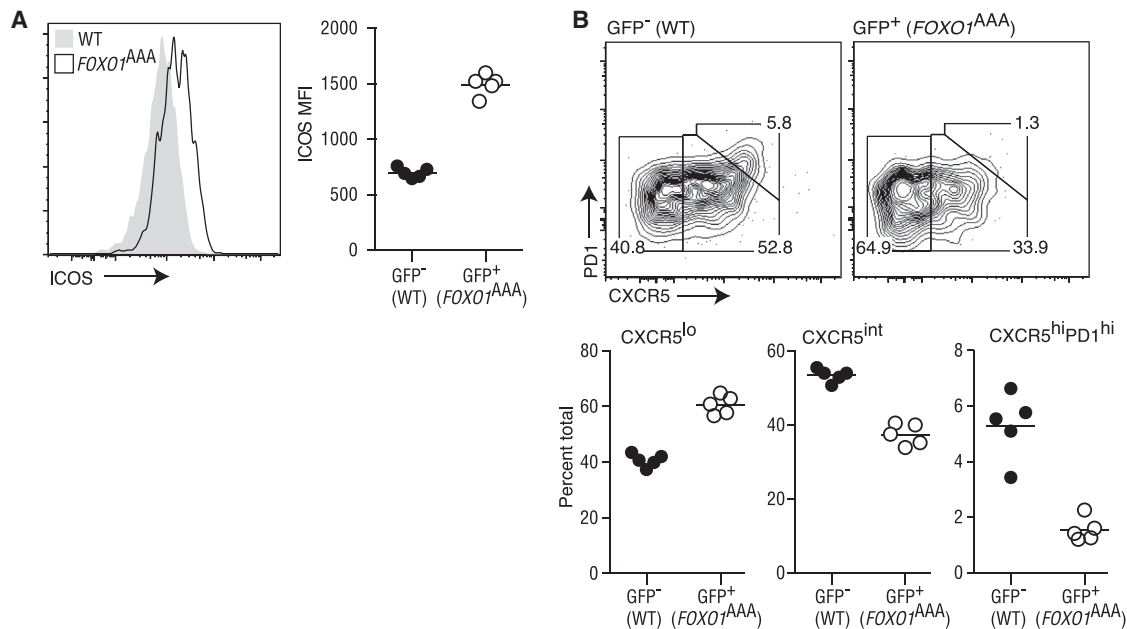 A
WT
FOXO1AAA
ICOS
2000
1500
1000
500
0
ICOS MFI
GFP- GFP+
(WT) (FOXO1AAA)
B
GFP- (WT)
GFP+ (FOXO1AAA)
5.8
40.8
52.8
1.3
64.9
33.9
PD1
CXCR5
CXCR5lo
80
60
40
20
0
Percent total
GFP- GFP+
(WT) (FOXO1AAA)
CXCR5int
60
40
20
0
GFP- GFP+
(WT) (FOXO1AAA)
CXCR5hiPD1hi
8
6
4
2
0
GFP- GFP+
(WT) (FOXO1AAA)